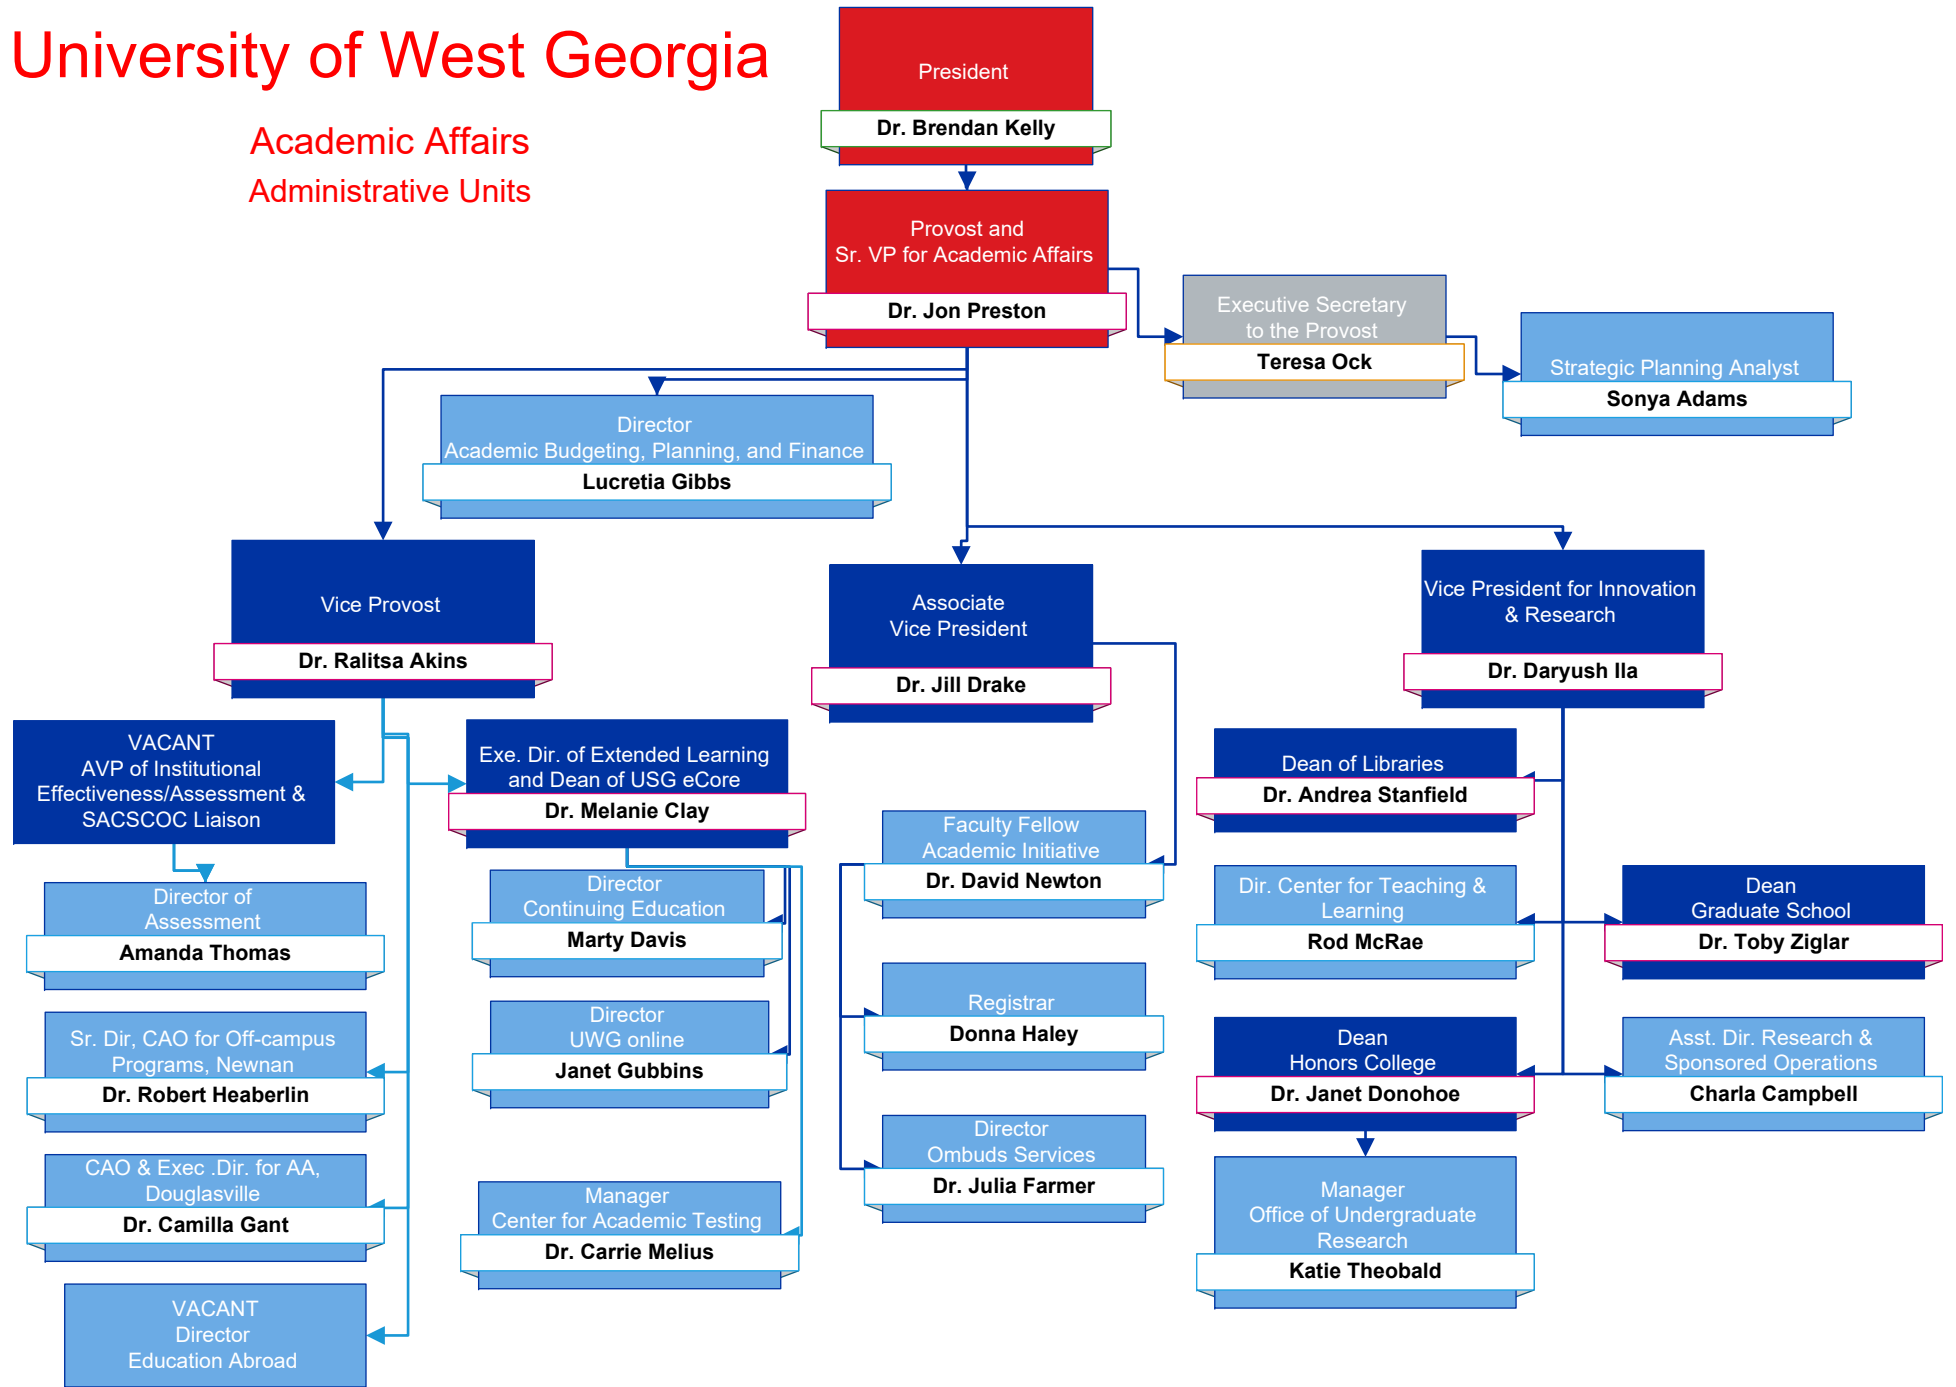 University of West Georgia
Academic Affairs
Administrative Units
President
Dr. Brendan Kelly
Provost and
Sr. VP for Academic Affairs
Dr. Jon Preston
Executive Secretary
to the Provost
Teresa Ock
Strategic Planning Analyst
Sonya Adams
Director
Academic Budgeting, Planning, and Finance
Lucretia Gibbs
Vice Provost
Dr. Ralitsa Akins
Associate
Vice President
Dr. Jill Drake
Vice President for Innovation
& Research
Dr. Daryush Ila
VACANT
AVP of Institutional
Effectiveness/Assessment &
SACSCOC Liaison
Exe. Dir. of Extended Learning
and Dean of USG eCore
Dr. Melanie Clay
Director of
Assessment
Amanda Thomas
Sr. Dir, CAO for Off-campus
Programs, Newnan
Dr. Robert Heaberlin
CAO & Exec .Dir. for AA,
Douglasville
Dr. Camilla Gant
VACANT
Director
Education Abroad
Director
Continuing Education
Marty Davis
Director
UWG online
Janet Gubbins
Manager
Center for Academic Testing
Dr. Carrie Melius
Faculty Fellow
Academic Initiative
Dr. David Newton
Registrar
Donna Haley
Director
Ombuds Services
Dr. Julia Farmer
Dean of Libraries
Dr. Andrea Stanfield
Dir. Center for Teaching &
Learning
Rod McRae
Dean
Graduate School
Dr. Toby Ziglar
Dean
Honors College
Dr. Janet Donohoe
Asst. Dir. Research &
Sponsored Operations
Charla Campbell
Manager
Office of Undergraduate
Research
Katie Theobald